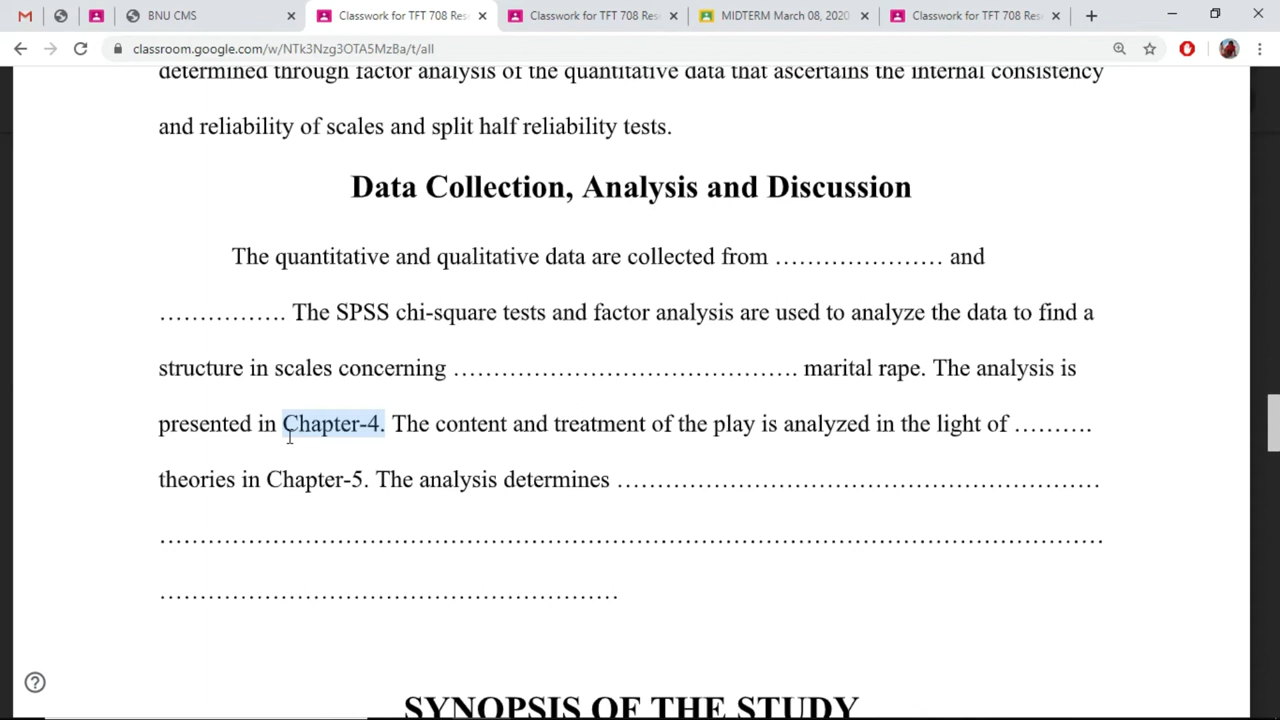 BNU CMS
Classwork for TFT 708 Res
Classwork for TFT 708 Res
MIDTERM March 08, 2020
Classwork for TFT 708 Res
classroom.google.com/w/NTk3Nzg3OTA5MzBa/t/all
determined through factor analysis of the quantitative data that ascertains the internal consistency
and reliability of scales and split half reliability tests.
Data Collection, Analysis and Discussion
The quantitative and qualitative data are collected from ………………… and
……………. The SPSS chi-square tests and factor analysis are used to analyze the data to find a
structure in scales concerning ……………………………………. marital rape. The analysis is
presented in Chapter-4. The content and treatment of the play is analyzed in the light of ……….
theories in Chapter-5. The analysis determines ……………………………………………………
………………………………………………………………………………………………………
…………………………………………………
SYNOPSIS OF THE STUDY